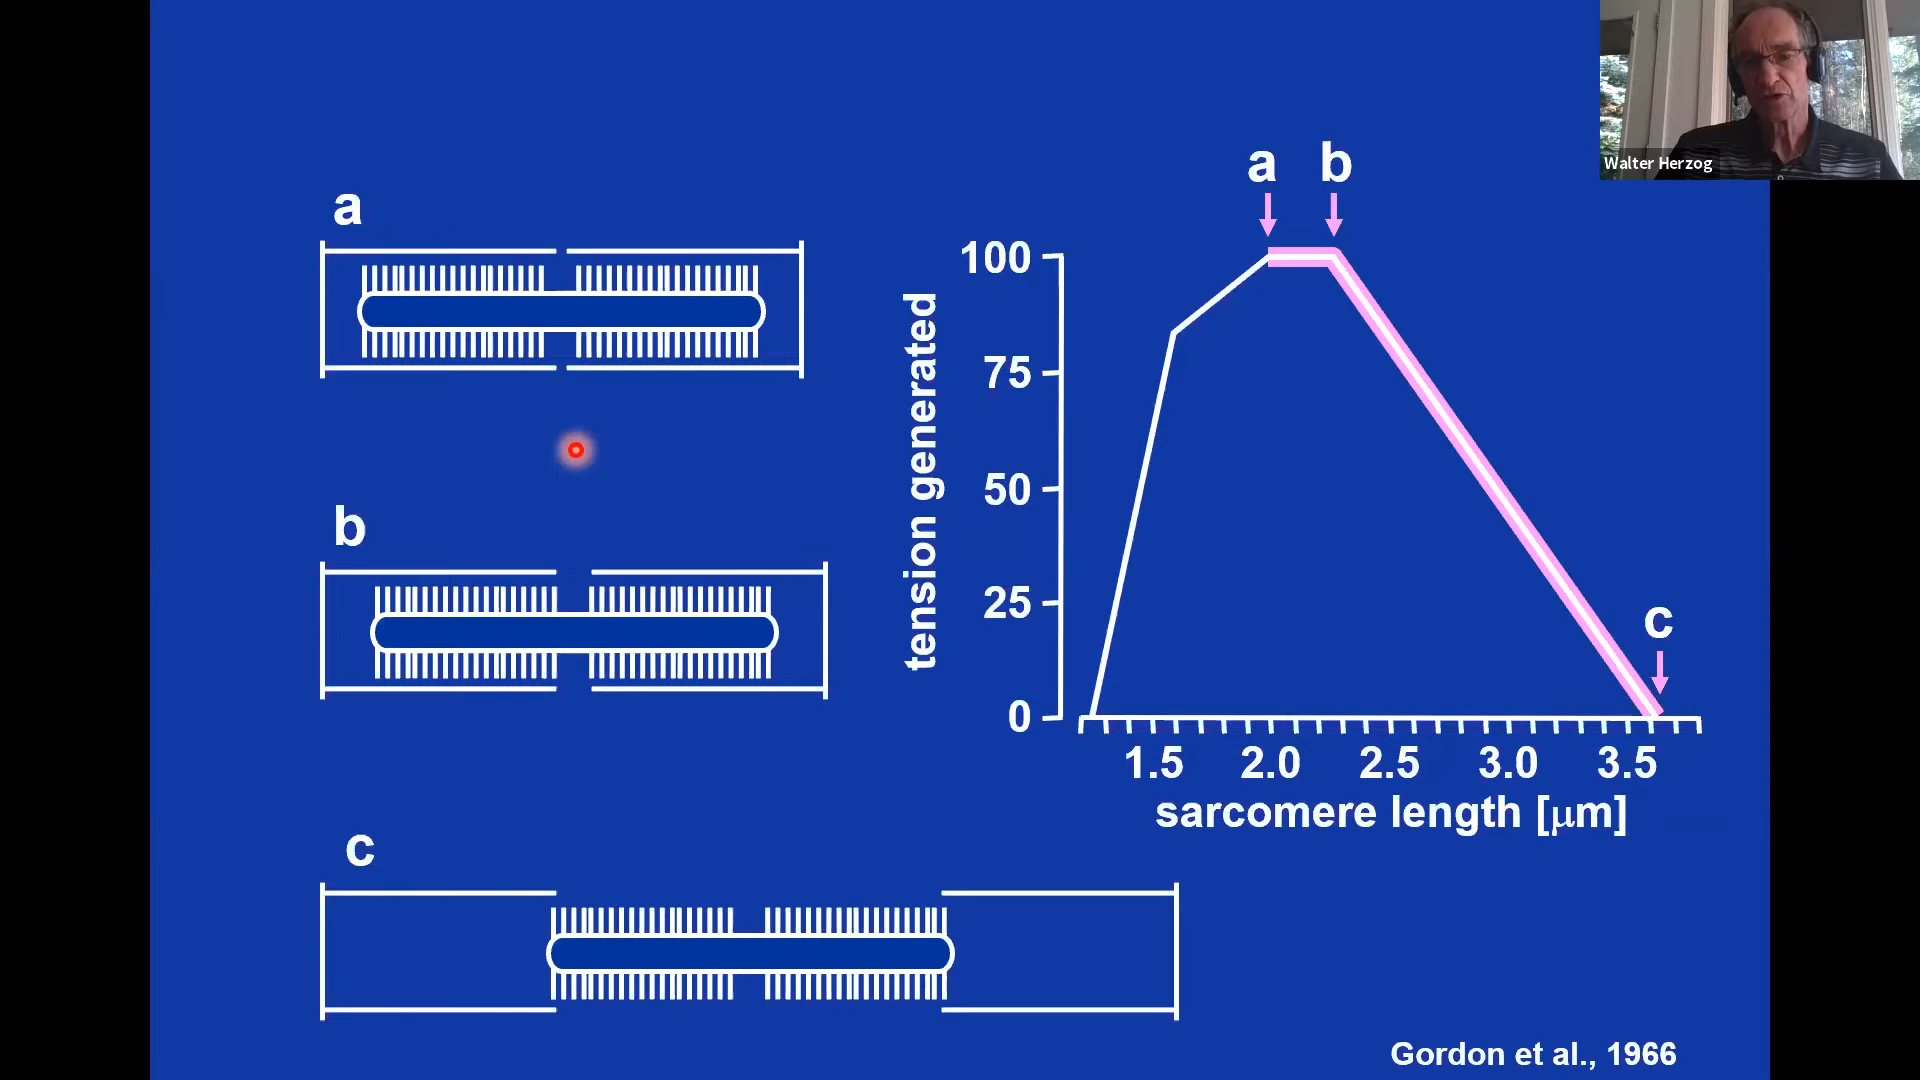 Walter Herzog
a
b
c
a b
100
75
50
25
0
tension generated
c
1.5 2.0 2.5 3.0 3.5
sarcomere length [μm]
Gordon et al., 1966